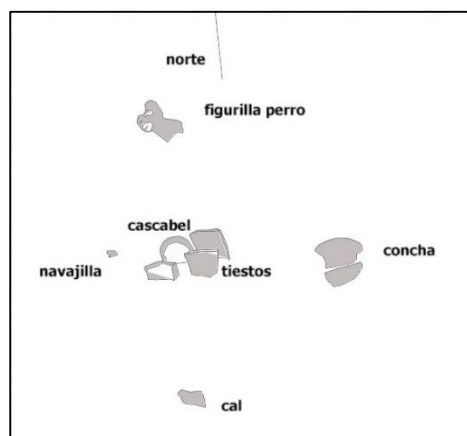 norte
figurilla perro
cascabel
navajilla
tiestos
concha
cal